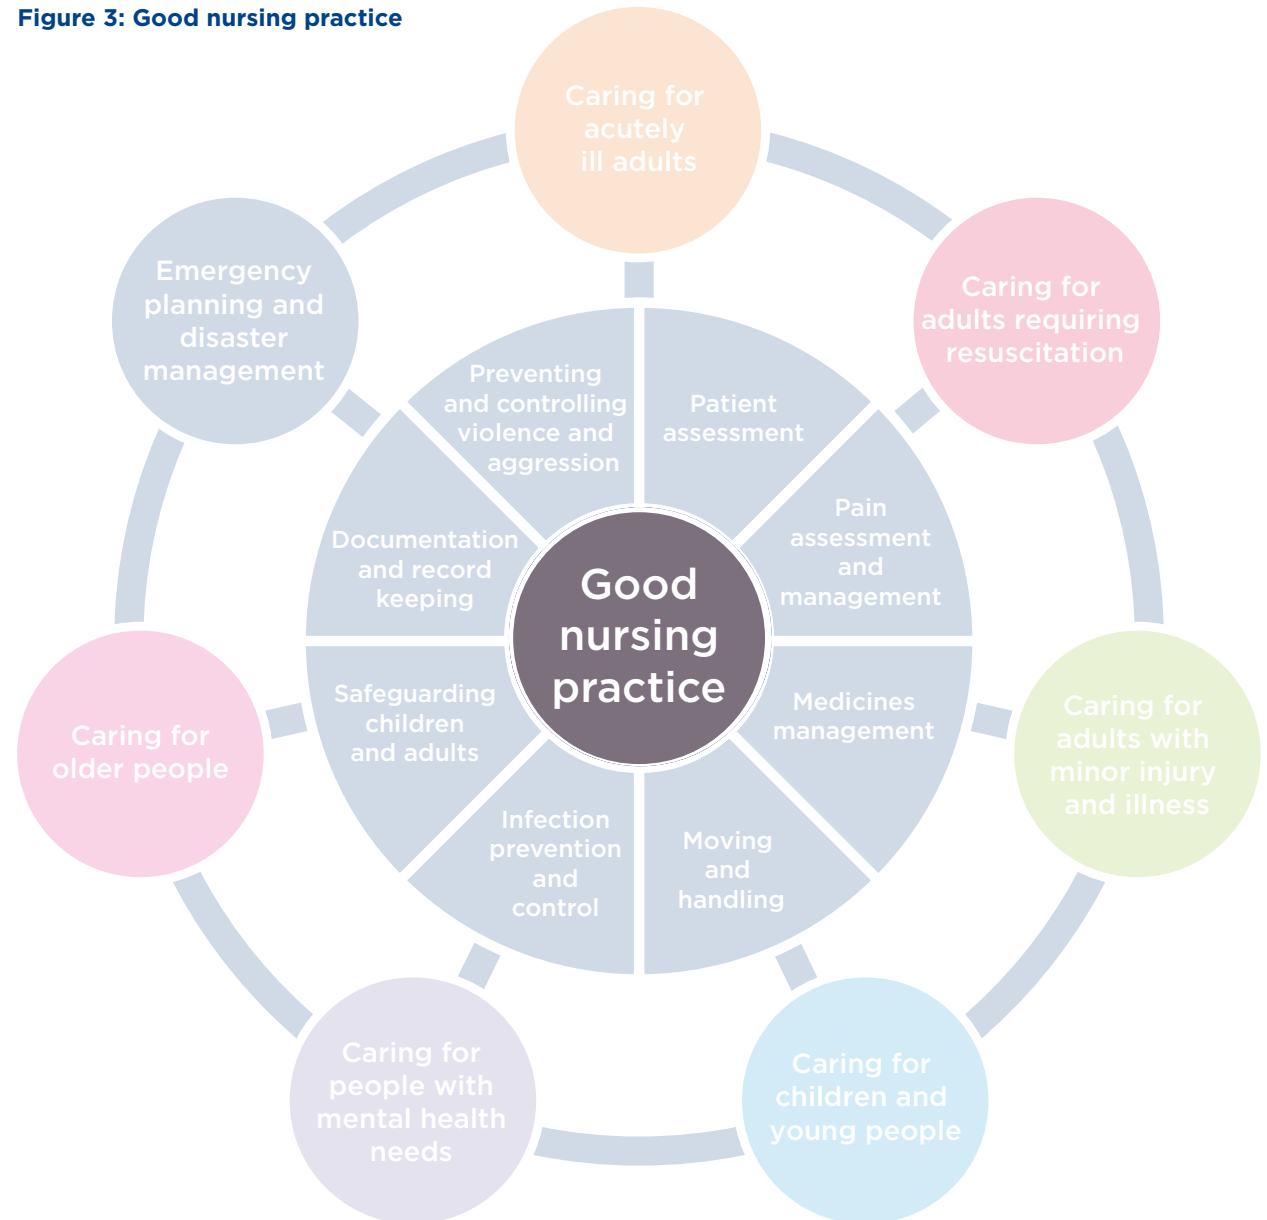 Figure 3: Good nursing practice
Caring for
acutely
ill adults
Caring for
adults requiring
resuscitation
Caring for
adults with
minor injury
and illness
Caring for
children and
young people
Caring for
people with
mental health
needs
Caring for
older people
Emergency
planning and
disaster
management
Patient
assessment
Pain
assessment
and
management
Medicines
management
Moving
and
handling
Infection
prevention
and
control
Safeguarding
children
and adults
Documentation
and record
keeping
Preventing
and controlling
violence and
aggression
Good
nursing
practice